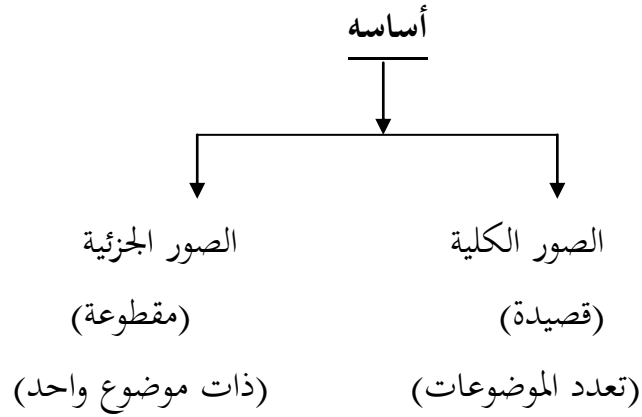 أساسه
الصور الكلية
(قصيدة)
(تعدد الموضوعات)
الصور الجزئية
(مقطوعة)
(ذات موضوع واحد)